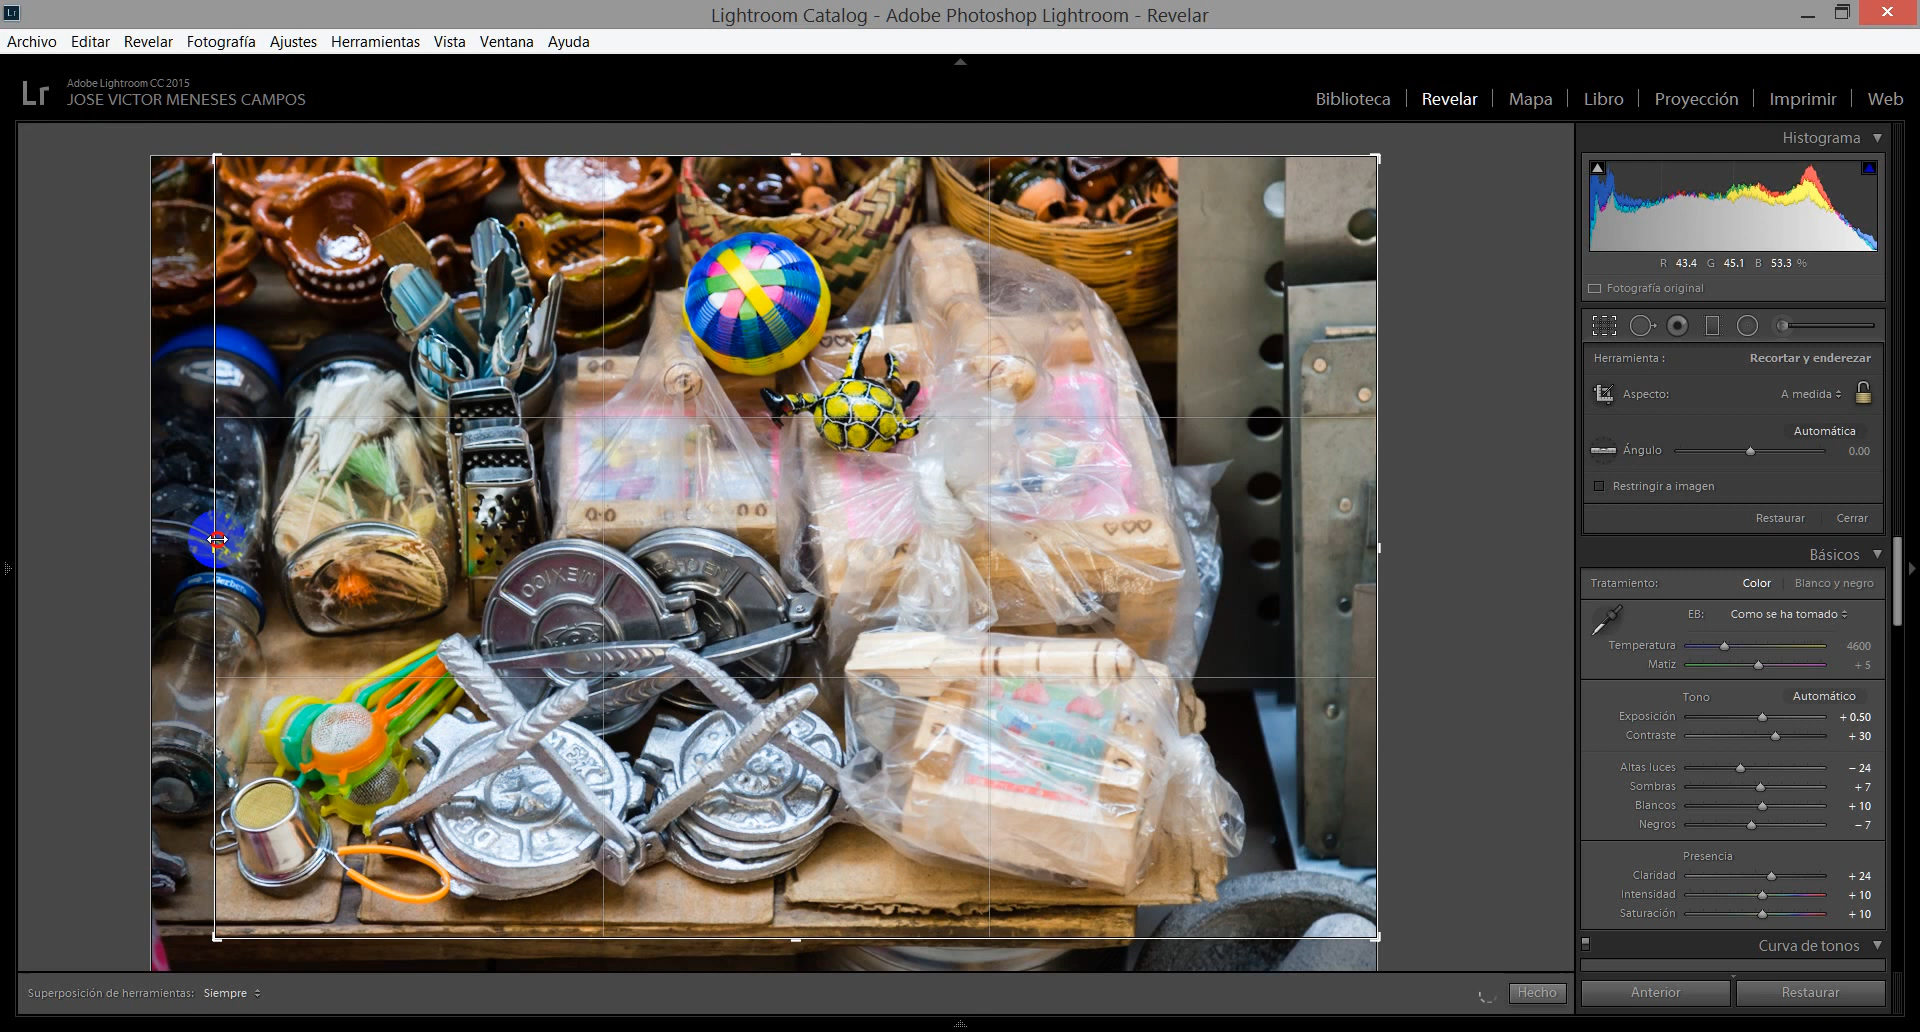 Lr
Lightroom Catalog - Adobe Photoshop Lightroom - Revelar
Archivo Editar Revelar Fotografía Ajustes Herramientas Vista Ventana Ayuda
Lr
Adobe Lightroom CC 2015
JOSE VICTOR MENESES CAMPOS
Biblioteca | Revelar | Mapa | Libro | Proyección | Imprimir | Web
Histograma
R 43.4 G 45.1 B 53.3 %
Fotografía original
Herramienta : Recortar y enderezar
Aspecto: A medida
Automática
Ángulo 0.00
Restringir a imagen
Restaurar Cerrar
Básicos
Tratamiento: Color Blanco y negro
EB: Como se ha tomado
Temperatura 4600
Matiz + 5
Tono Automático
Exposición + 0.50
Contraste + 30
Altas luces − 24
Sombras + 7
Blancos + 10
Negros − 7
Presencia
Claridad + 24
Intensidad + 10
Saturación + 10
Curva de tonos
MEXICO
Gerber
Superposición de herramientas: Siempre
Hecho
Anterior Restaurar